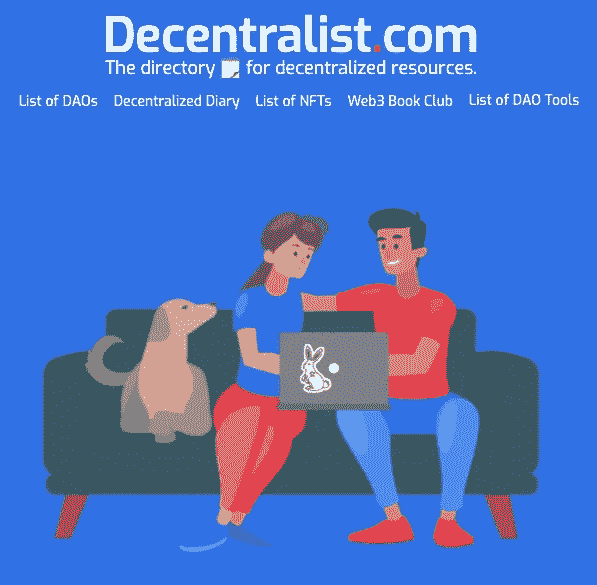 Decentralist.com
The directory for decentralized resources.
List of DAOs Decentralized Diary List of NFTs Web3 Book Club List of DAO Tools